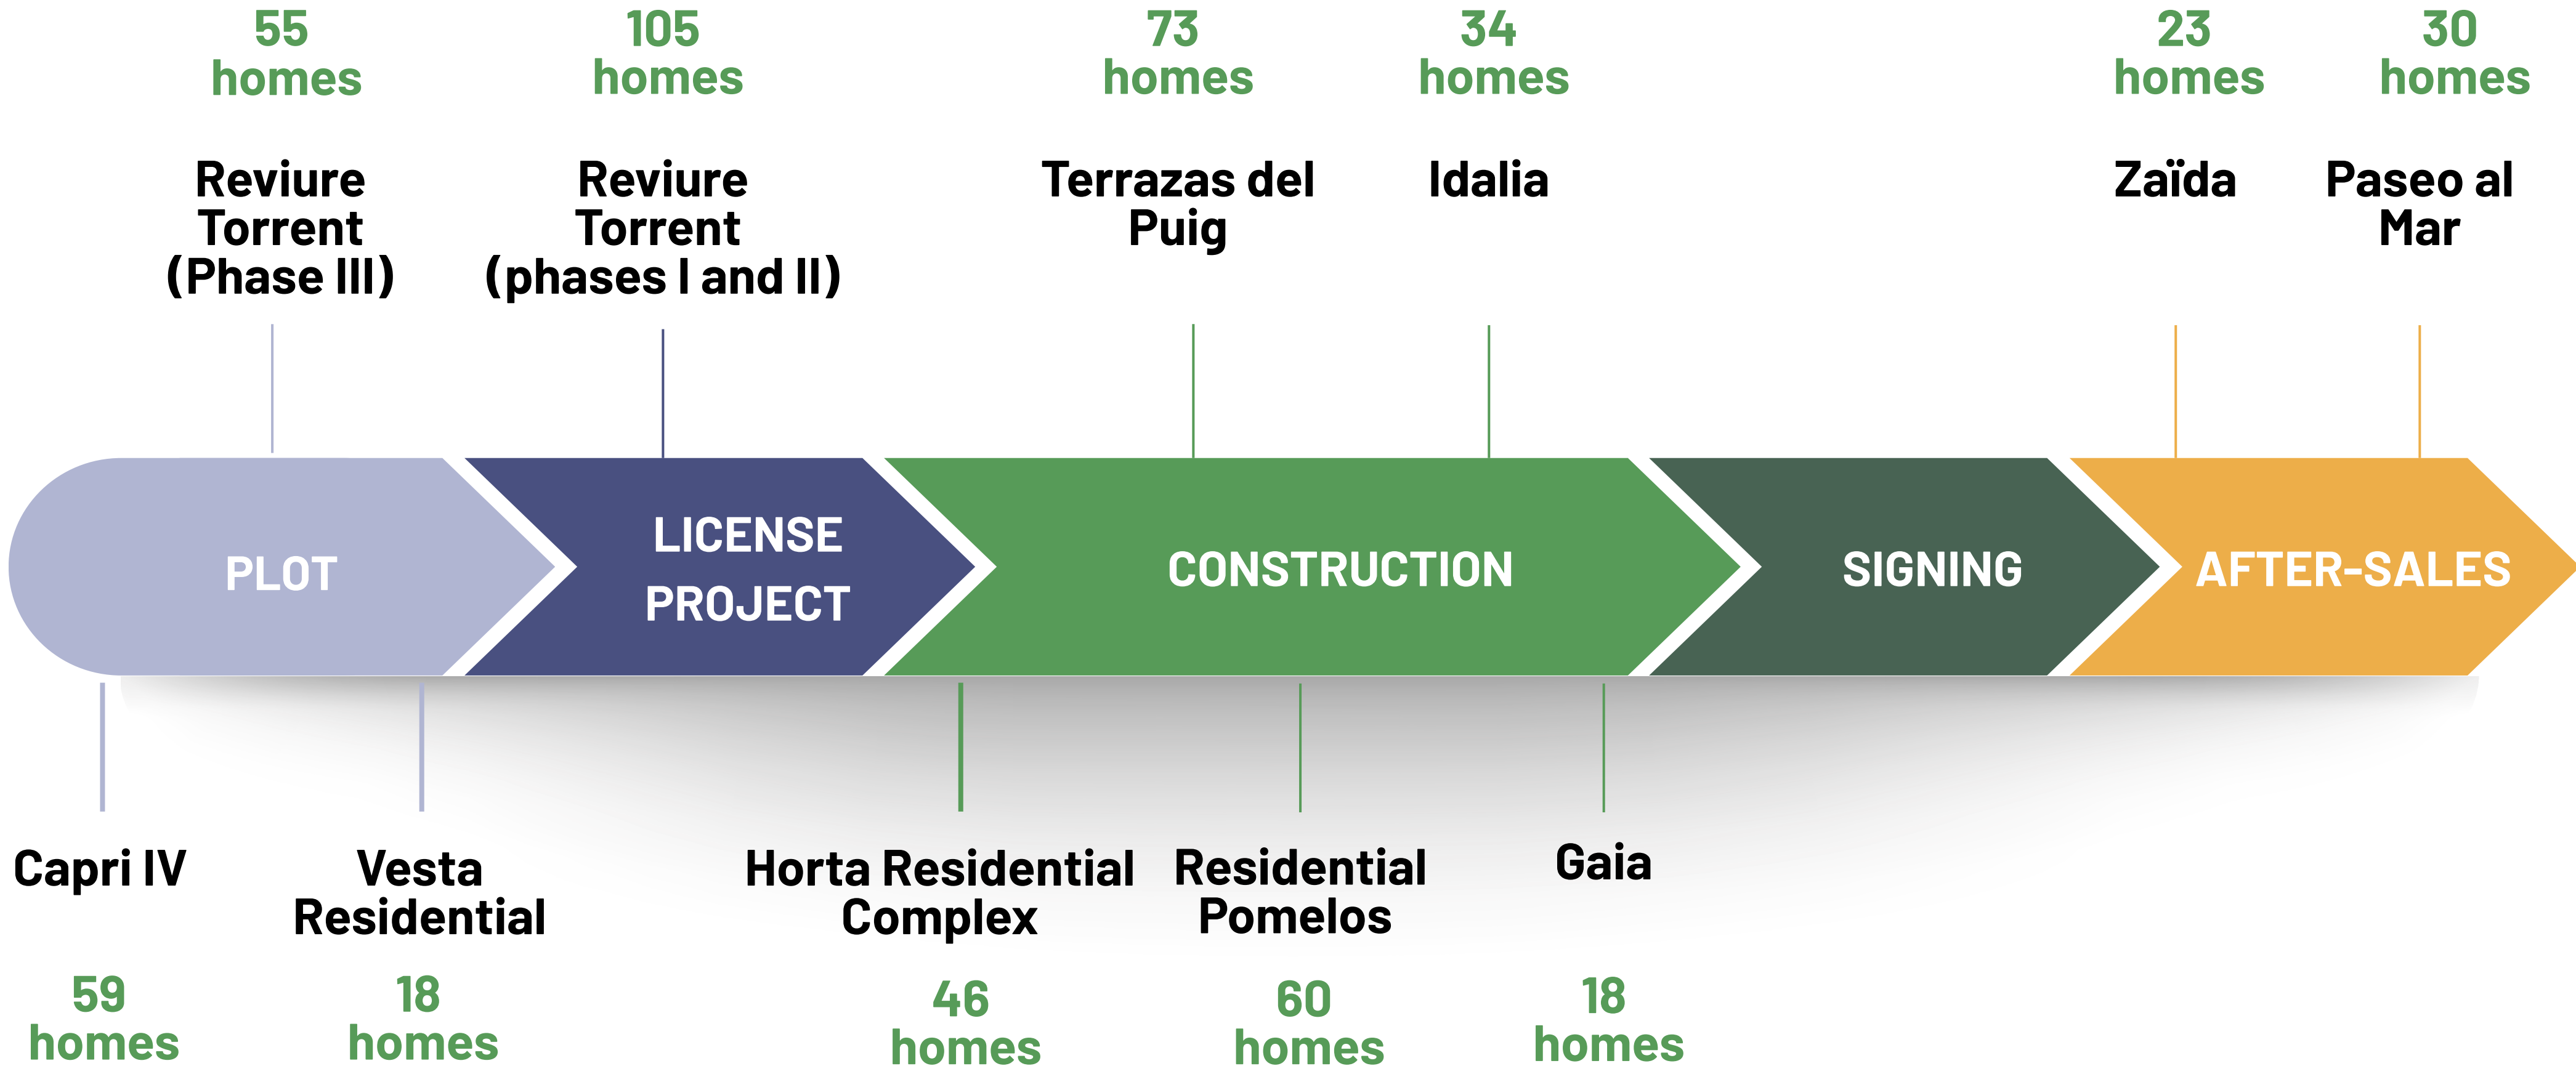 55
homes
105
homes
73
homes
34
homes
23
homes
30
homes
Reviure
Torrent
(Phase III)
Reviure
Torrent
(phases I and II)
Terrazas del
Puig
Idalia
Zaïda
Paseo al
Mar
PLOT
LICENSE
PROJECT
CONSTRUCTION
SIGNING
AFTER-SALES
Capri IV
Vesta
Residential
Horta Residential
Complex
Residential
Pomelos
Gaia
59
homes
18
homes
46
homes
60
homes
18
homes